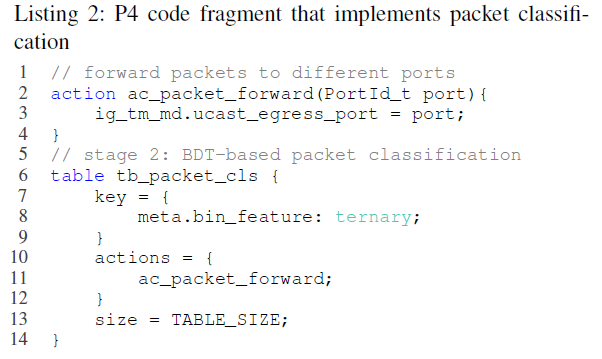 Listing 2: P4 code fragment that implements packet classifi-
cation
1 // forward packets to different ports
2 action ac_packet_forward(PortId_t port){
3     ig_tm_md.ucast_egress_port = port;
4 }
5 // stage 2: BDT-based packet classification
6 table tb_packet_cls {
7     key = {
8         meta.bin_feature: ternary;
9     }
10     actions = {
11         ac_packet_forward;
12     }
13     size = TABLE_SIZE;
14 }